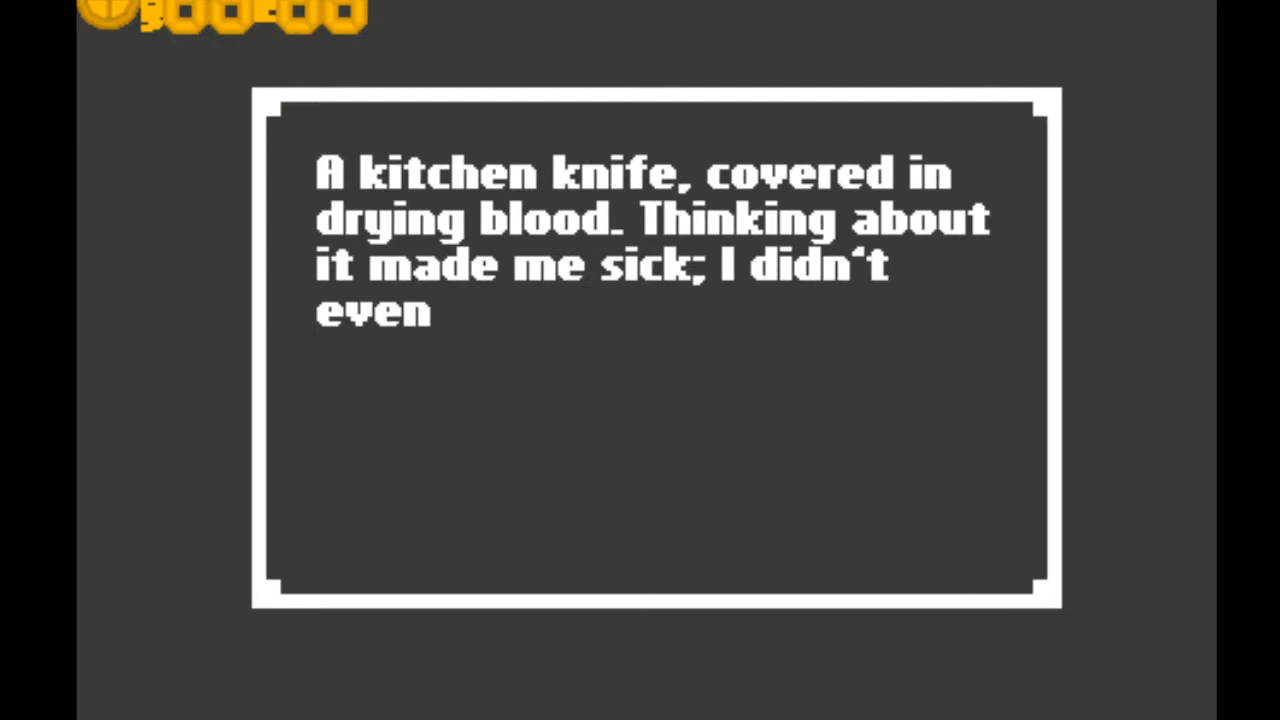 A kitchen knife, covered in
drying blood. Thinking about
it made me sick; I didn't
even